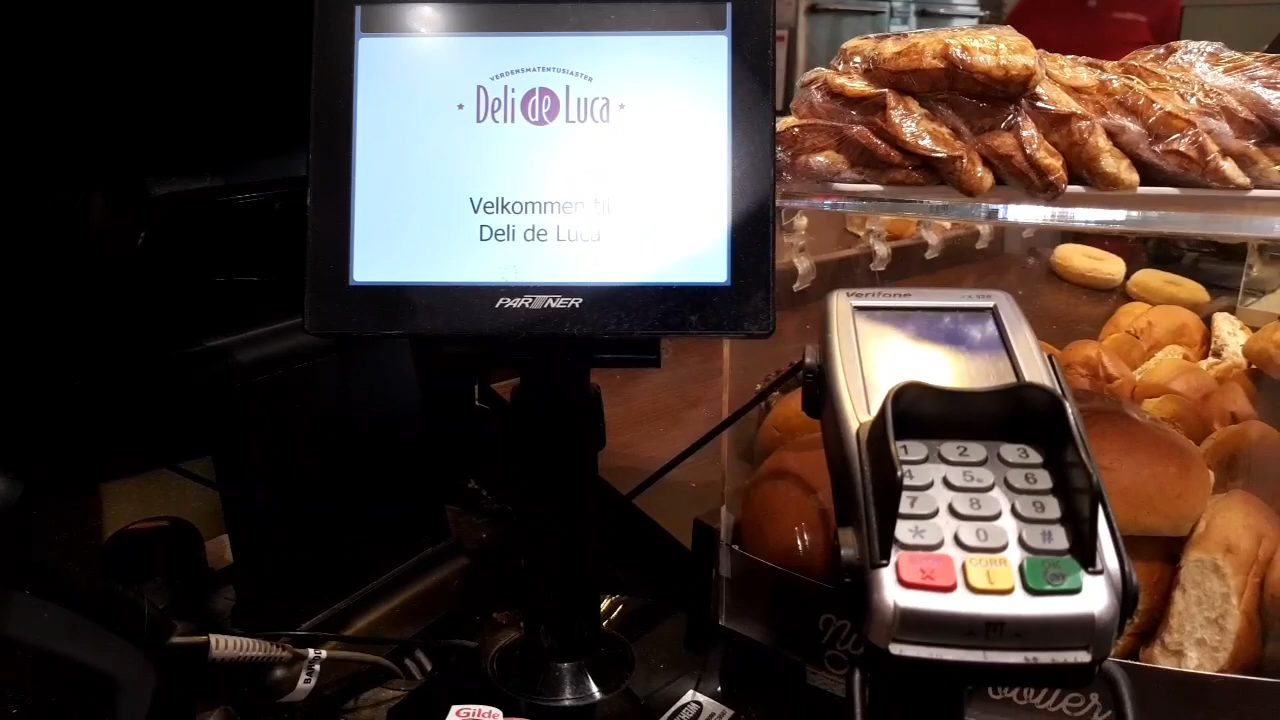 VERDENSMATENTUSIASTER
Deli de Luca
Velkommen til
Deli de Luca
PARTNER
Verifone
1 2 3
4 5 6
7 8 9
* 0 #
CORR
Gilde